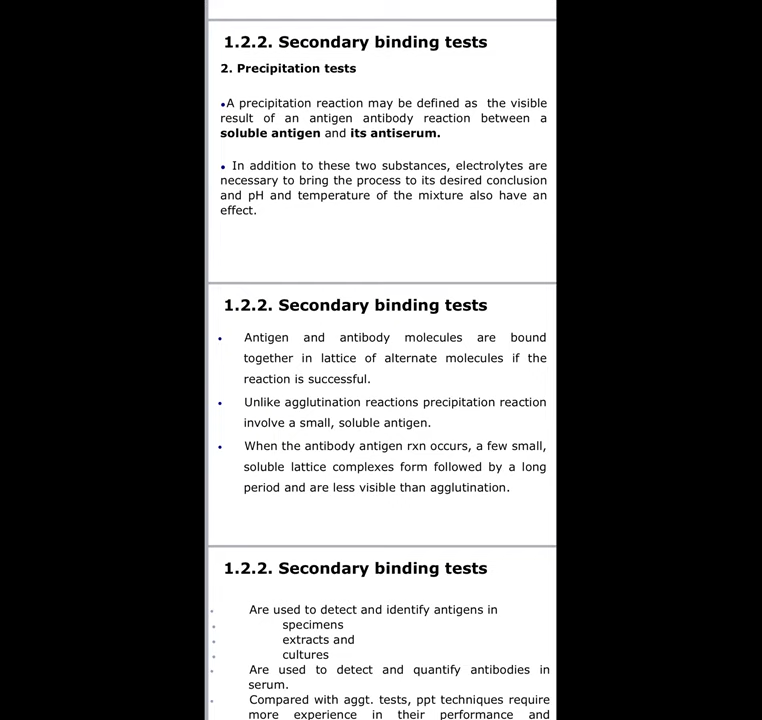 1.2.2. Secondary binding tests
2. Precipitation tests
•A precipitation reaction may be defined as the visible
result of an antigen antibody reaction between a
soluble antigen and its antiserum.
• In addition to these two substances, electrolytes are
necessary to bring the process to its desired conclusion
and pH and temperature of the mixture also have an
effect.
1.2.2. Secondary binding tests
• Antigen and antibody molecules are bound
together in lattice of alternate molecules if the
reaction is successful.
• Unlike agglutination reactions precipitation reaction
involve a small, soluble antigen.
• When the antibody antigen rxn occurs, a few small,
soluble lattice complexes form followed by a long
period and are less visible than agglutination.
1.2.2. Secondary binding tests
• Are used to detect and identify antigens in
• specimens
• extracts and
• cultures
• Are used to detect and quantify antibodies in
serum.
• Compared with aggt. tests, ppt techniques require
more experience in their performance and